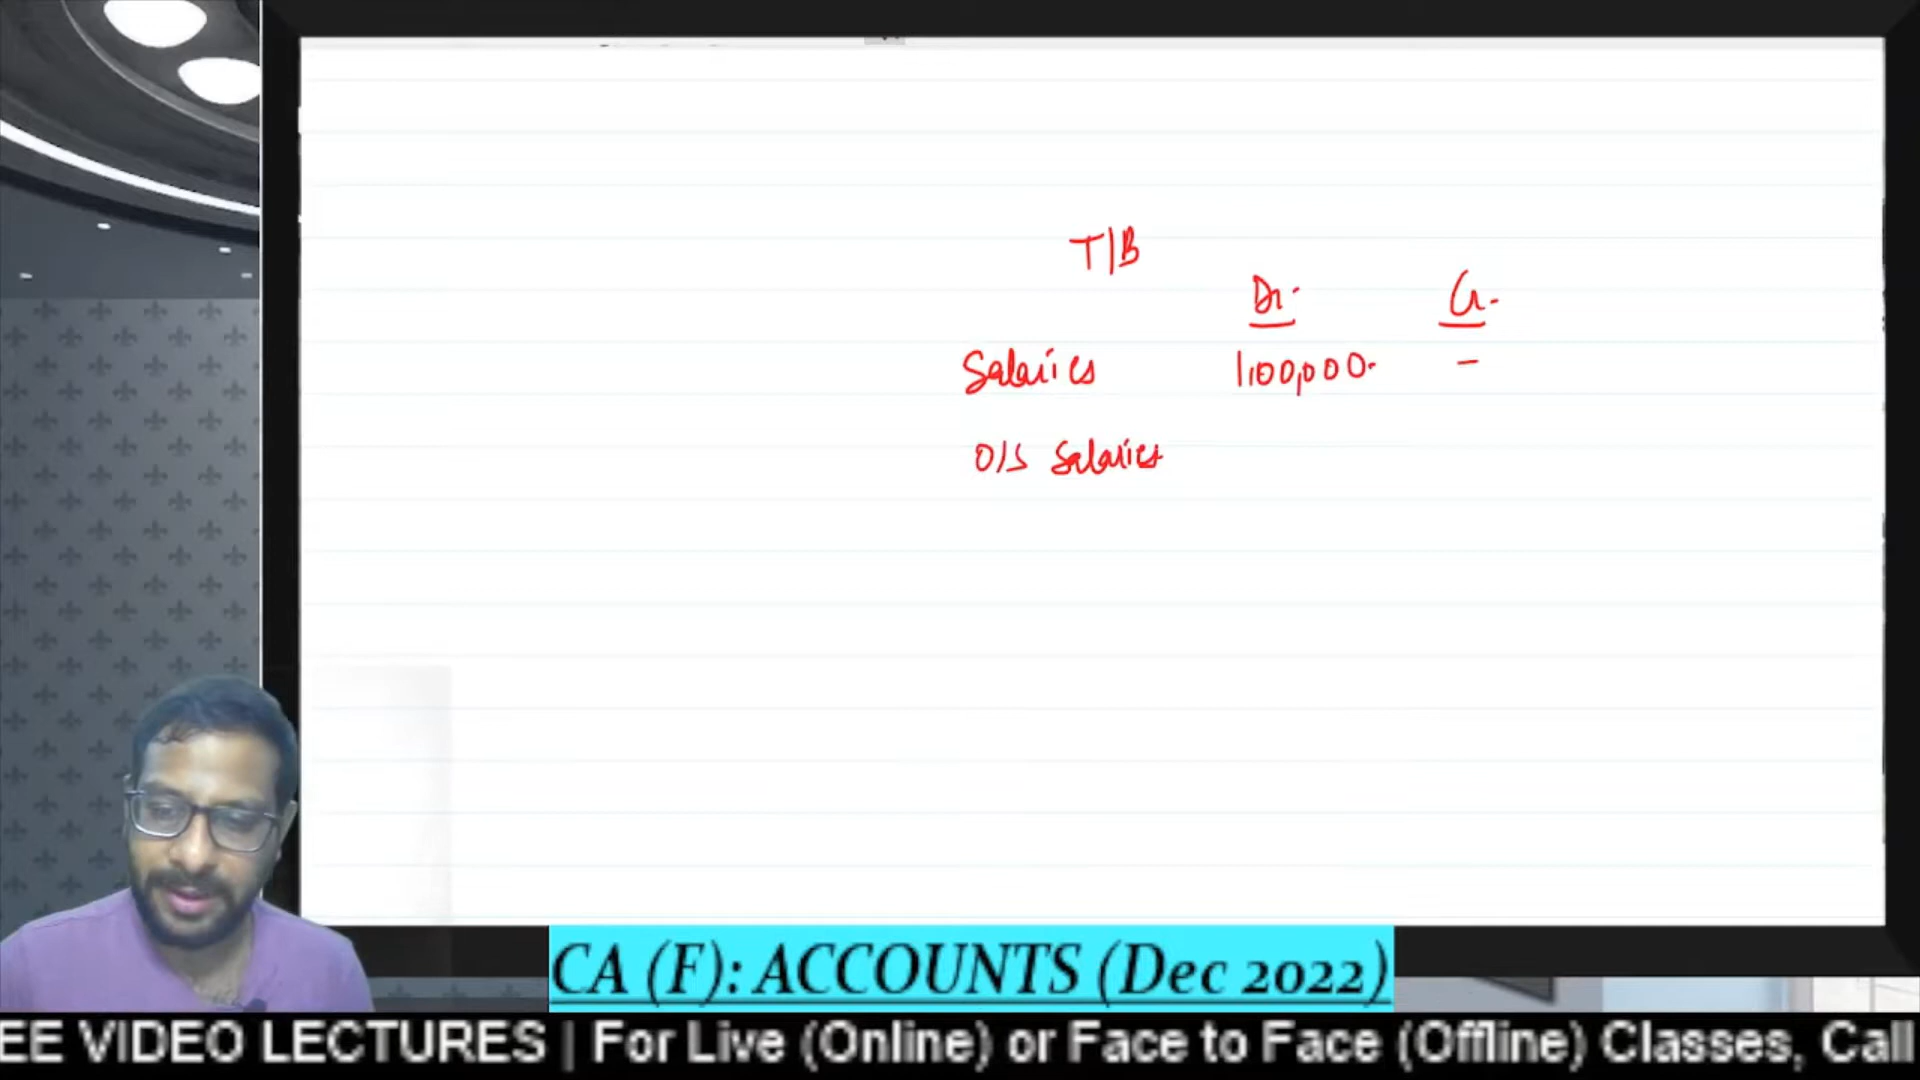 T/B
Dr. Cr.
Salaries 1,00,000. -
O/S Salaries
CA (F): ACCOUNTS (Dec 2022)
EE VIDEO LECTURES | For Live (Online) or Face to Face (Offline) Classes, Call